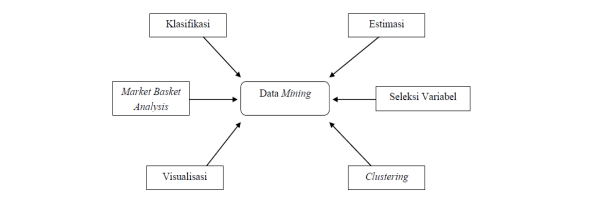 Klasifikasi
Estimasi
Market Basket
Analysis
Data Mining
Seleksi Variabel
Visualisasi
Clustering